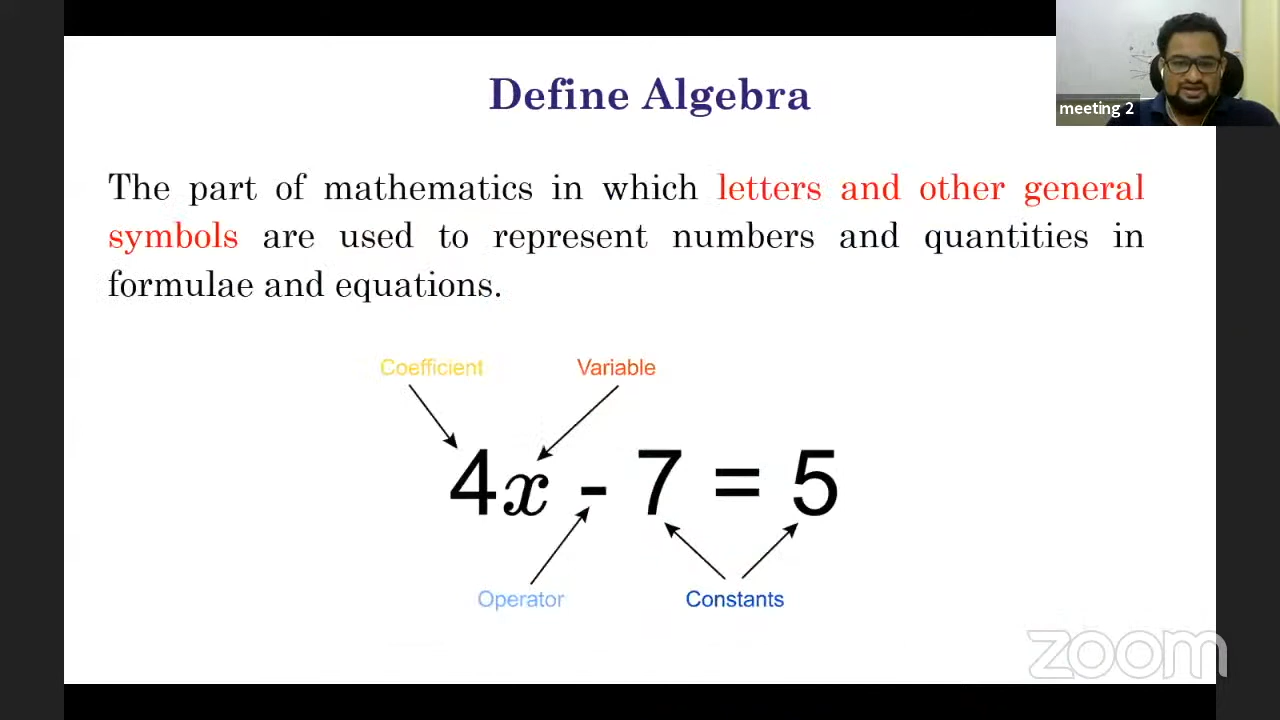 Define Algebra
meeting 2
The part of mathematics in which letters and other general
symbols are used to represent numbers and quantities in
formulae and equations.
Coefficient Variable
4x - 7 = 5
Operator Constants
zoom